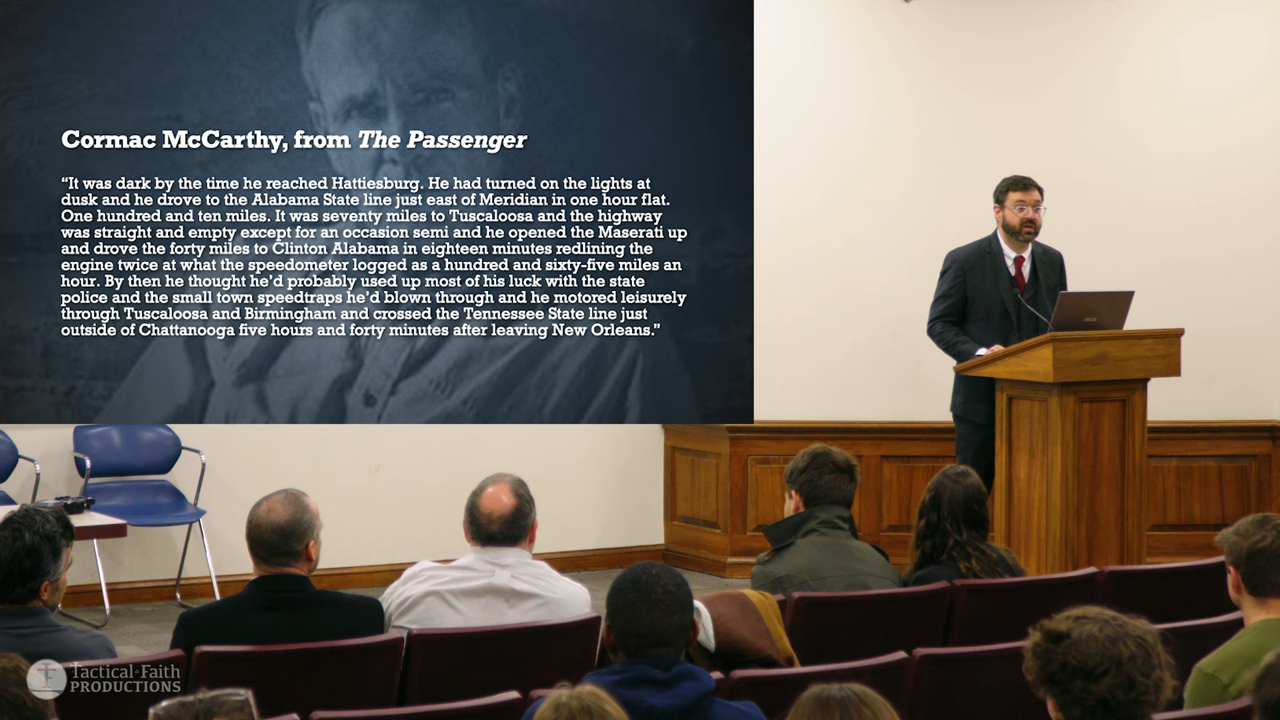 Cormac McCarthy, from The Passenger
“It was dark by the time he reached Hattiesburg. He had turned on the lights at
dusk and he drove to the Alabama State line just east of Meridian in one hour flat.
One hundred and ten miles. It was seventy miles to Tuscaloosa and the highway
was straight and empty except for an occasion semi and he opened the Maserati up
and drove the forty miles to Clinton Alabama in eighteen minutes redlining the
engine twice at what the speedometer logged as a hundred and sixty-five miles an
hour. By then he thought he’d probably used up most of his luck with the state
police and the small town speedtraps he’d blown through and he motored leisurely
through Tuscaloosa and Birmingham and crossed the Tennessee State line just
outside of Chattanooga five hours and forty minutes after leaving New Orleans.”
ASUS
Tactical Faith
PRODUCTIONS